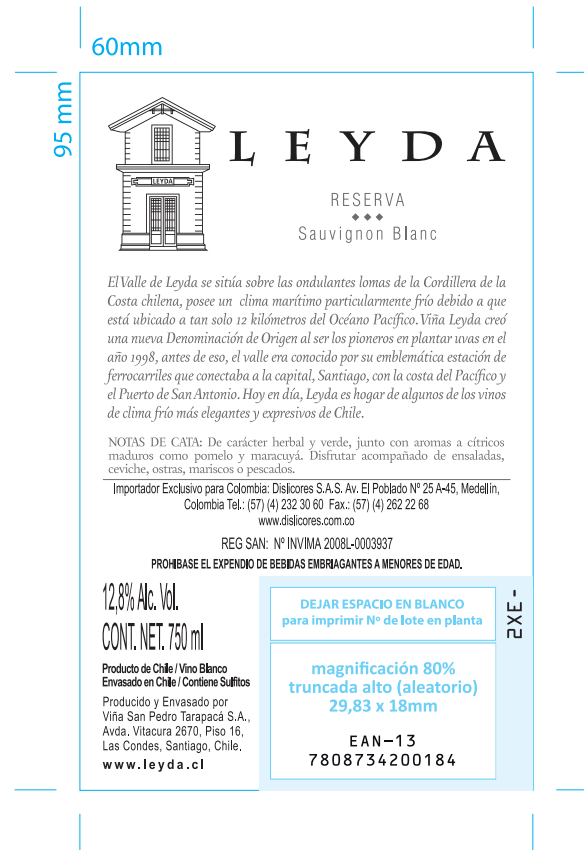 60mm
95 mm
LEYDA
LEYDA
RESERVA
Sauvignon Blanc
El Valle de Leyda se sitúa sobre las ondulantes lomas de la Cordillera de la
Costa chilena, posee un clima marítimo particularmente frío debido a que
está ubicado a tan solo 12 kilómetros del Océano Pacífico. Viña Leyda creó
una nueva Denominación de Origen al ser los pioneros en plantar uvas en el
año 1998, antes de eso, el valle era conocido por su emblemática estación de
ferrocarriles que conectaba a la capital, Santiago, con la costa del Pacífico y
el Puerto de San Antonio. Hoy en día, Leyda es hogar de algunos de los vinos
de clima frío más elegantes y expresivos de Chile.
NOTAS DE CATA: De carácter herbal y verde, junto con aromas a cítricos
maduros como pomelo y maracuyá. Disfrutar acompañado de ensaladas,
ceviche, ostras, mariscos o pescados.
Importador Exclusivo para Colombia: Dislicores S.A.S. Av. El Poblado Nº 25 A-45, Medellín,
Colombia Tel.: (57) (4) 232 30 60 Fax.: (57) (4) 262 22 68
www.dislicores.com.co
REG SAN: Nº INVIMA 2008L-0003937
PROHIBASE EL EXPENDIO DE BEBIDAS EMBRIAGANTES A MENORES DE EDAD.
12,8% Alc. Vol.
CONT. NET. 750 ml
Producto de Chile / Vino Blanco
Envasado en Chile / Contiene Sulfitos
Producido y Envasado por
Viña San Pedro Tarapacá S.A.,
Avda. Vitacura 2670, Piso 16,
Las Condes, Santiago, Chile.
www.leyda.cl
DEJAR ESPACIO EN BLANCO
para imprimir Nº de lote en planta
2XE-
magnificación 80%
truncada alto (aleatorio)
29,83 x 18mm
EAN-13
7808734200184